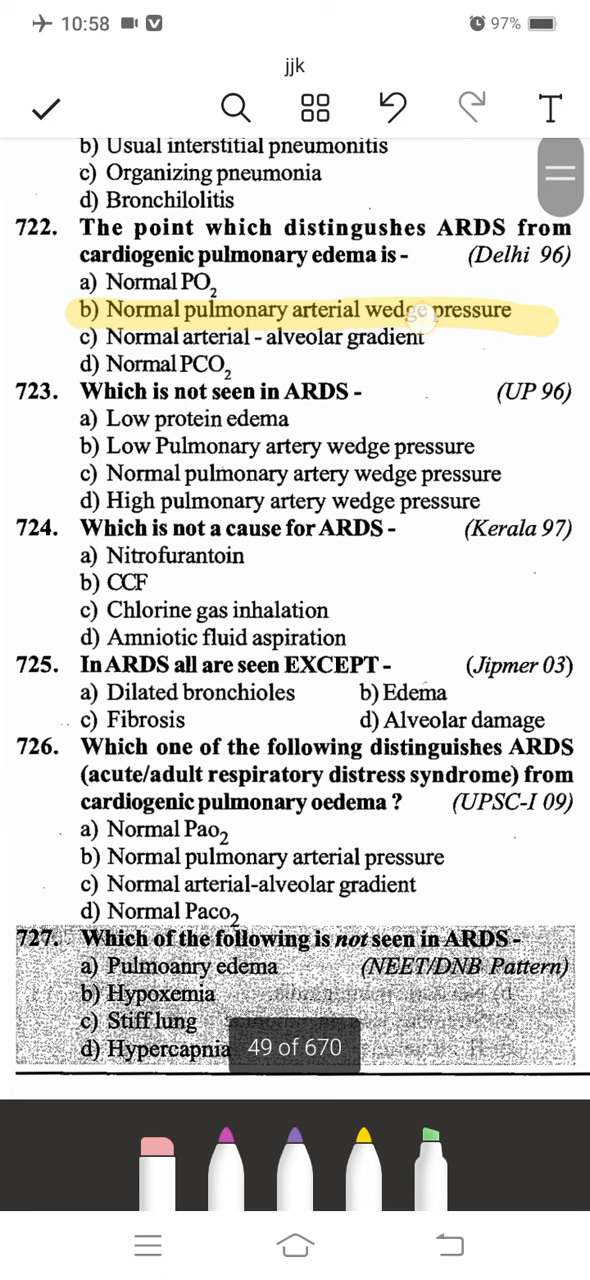 10:58
97%
jjk
T
b) Usual interstitial pneumonitis
c) Organizing pneumonia
d) Bronchilolitis
722. The point which distingushes ARDS from
cardiogenic pulmonary edema is - (Delhi 96)
a) Normal PO2
b) Normal pulmonary arterial wedge pressure
c) Normal arterial - alveolar gradient
d) Normal PCO2
723. Which is not seen in ARDS - (UP 96)
a) Low protein edema
b) Low Pulmonary artery wedge pressure
c) Normal pulmonary artery wedge pressure
d) High pulmonary artery wedge pressure
724. Which is not a cause for ARDS - (Kerala 97)
a) Nitrofurantoin
b) CCF
c) Chlorine gas inhalation
d) Amniotic fluid aspiration
725. In ARDS all are seen EXCEPT - (Jipmer 03)
a) Dilated bronchioles b) Edema
c) Fibrosis d) Alveolar damage
726. Which one of the following distinguishes ARDS
(acute/adult respiratory distress syndrome) from
cardiogenic pulmonary oedema ? (UPSC-I 09)
a) Normal Pao2
b) Normal pulmonary arterial pressure
c) Normal arterial-alveolar gradient
d) Normal Paco2
727. Which of the following is not seen in ARDS -
a) Pulmoanry edema (NEET/DNB Pattern)
b) Hypoxemia
c) Stiff lung
d) Hypercapnia
49 of 670